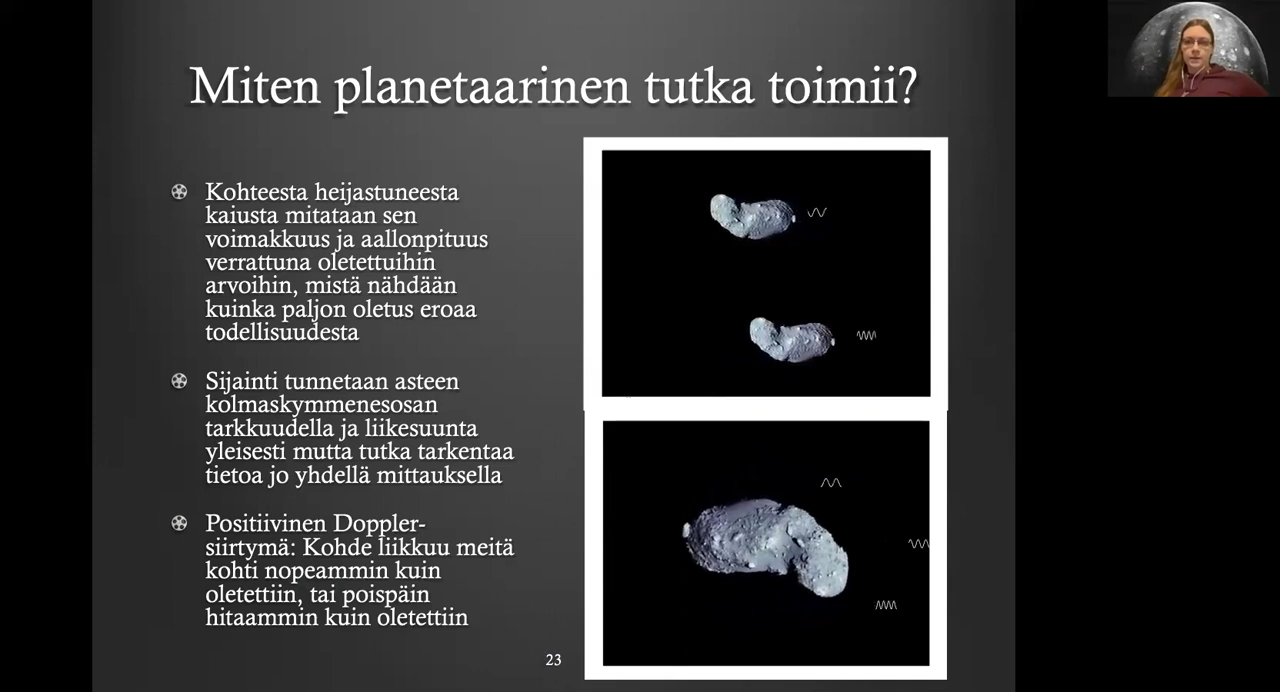 Miten planetaarinen tutka toimii?
Kohteesta heijastuneesta
kaiusta mitataan sen
voimakkuus ja aallonpituus
verrattuna oletettuihin
arvoihin, mistä nähdään
kuinka paljon oletus eroaa
todellisuudesta
Sijainti tunnetaan asteen
kolmaskymmenesosan
tarkkuudella ja liikesuunta
yleisesti mutta tutka tarkentaa
tietoa jo yhdellä mittauksella
Positiivinen Doppler-
siirtymä: Kohde liikkuu meitä
kohti nopeammin kuin
oletettiin, tai poispäin
hitaammin kuin oletettiin
23